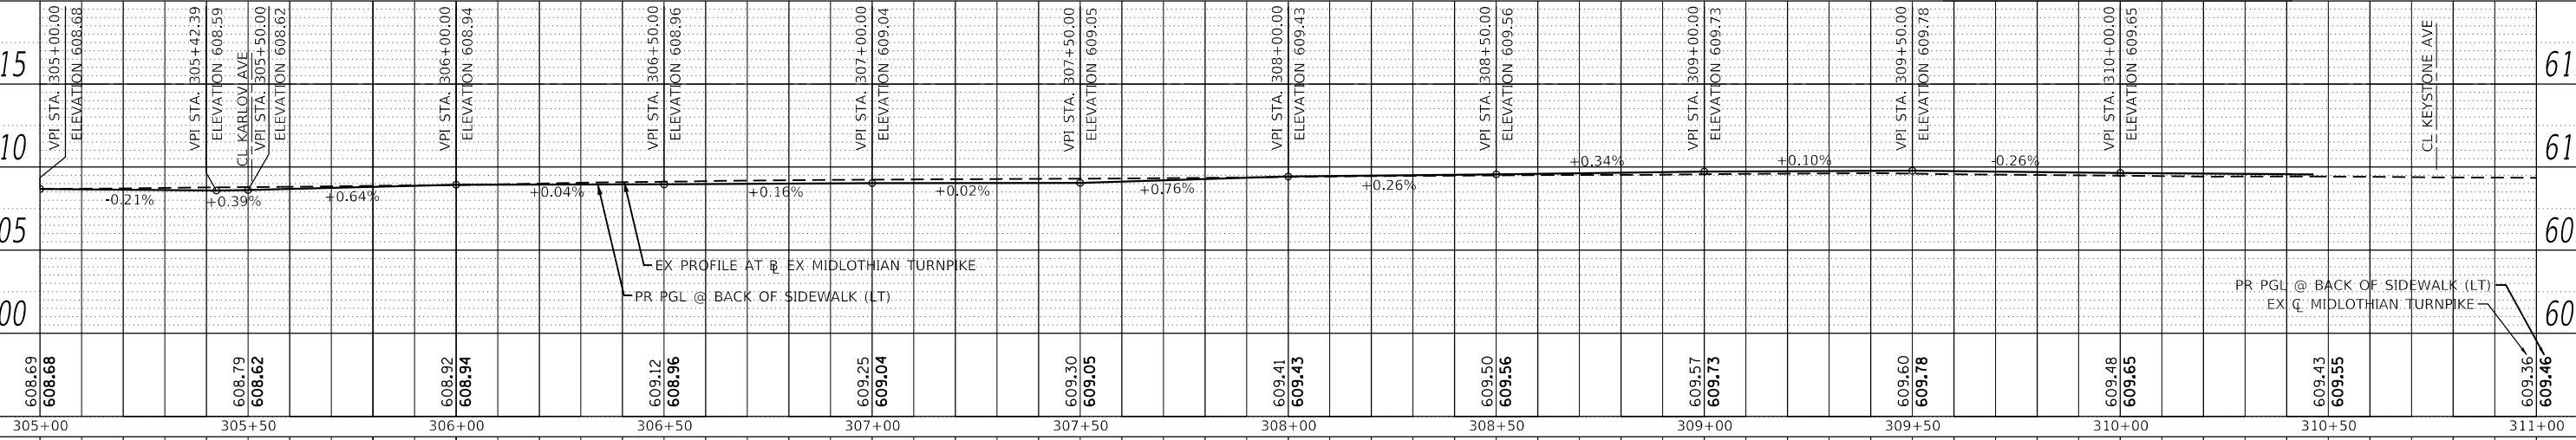 VPI STA. 305+00.00
ELEVATION 608.68
VPI STA. 305+42.39
ELEVATION 608.59
CL KARLOV AVE
VPI STA. 305+50.00
ELEVATION 608.62
VPI STA. 306+00.00
ELEVATION 608.94
VPI STA. 306+50.00
ELEVATION 608.96
VPI STA. 307+00.00
ELEVATION 609.04
VPI STA. 307+50.00
ELEVATION 609.05
VPI STA. 308+00.00
ELEVATION 609.43
VPI STA. 308+50.00
ELEVATION 609.56
VPI STA. 309+00.00
ELEVATION 609.73
VPI STA. 309+50.00
ELEVATION 609.78
VPI STA. 310+00.00
ELEVATION 609.65
CL KEYSTONE AVE
15
61
10
61
05
60
00
60
-0.21%
+0.39%
+0.64%
+0.04%
+0.16%
+0.02%
+0.76%
+0.26%
+0.34%
+0.10%
-0.26%
EX PROFILE AT BL EX MIDLOTHIAN TURNPIKE
PR PGL @ BACK OF SIDEWALK (LT)
PR PGL @ BACK OF SIDEWALK (LT)
EX CL MIDLOTHIAN TURNPIKE
608.69
608.68
608.79
608.62
608.92
608.94
609.12
608.96
609.25
609.04
609.30
609.05
609.41
609.43
609.50
609.56
609.57
609.73
609.60
609.78
609.48
609.65
609.43
609.55
609.36
609.46
305+00
305+50
306+00
306+50
307+00
307+50
308+00
308+50
309+00
309+50
310+00
310+50
311+00